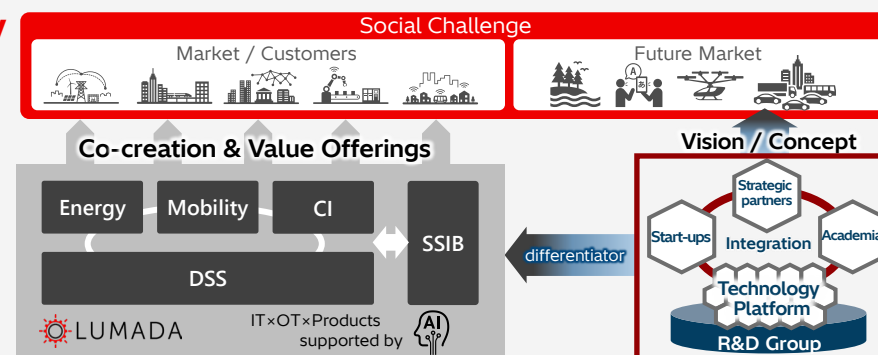 y
Social Challenge
Market / Customers
Future Market
A
あ
Co-creation & Value Offerings
Vision / Concept
Energy
Mobility
CI
SSIB
DSS
LUMADA
IT×OT×Products
supported by
AI
differentiator
Strategic
partners
Start-ups
Integration
Academia
Technology
Platform
R&D Group